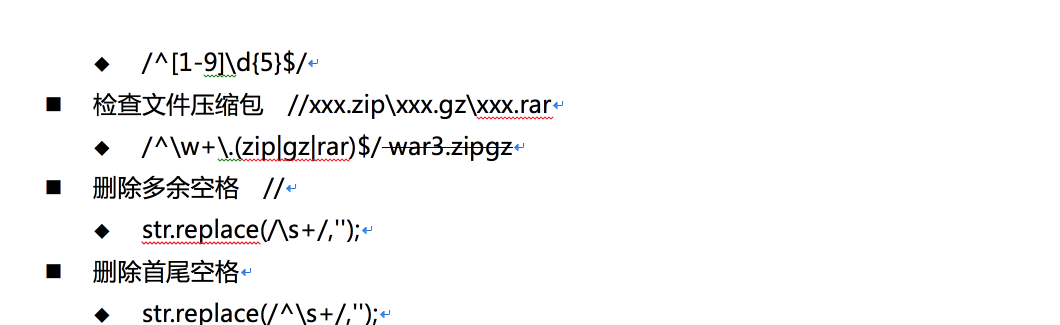 ◆ /^[1-9]\d{5}$/
■ 检查文件压缩包 //xxx.zip\xxx.gz\xxx.rar
◆ /^\w+\.(zip|gz|rar)$/ war3.zipgz
■ 删除多余空格 //
◆ str.replace(/\s+/,'');
■ 删除首尾空格
◆ str.replace(/^\s+/,'');